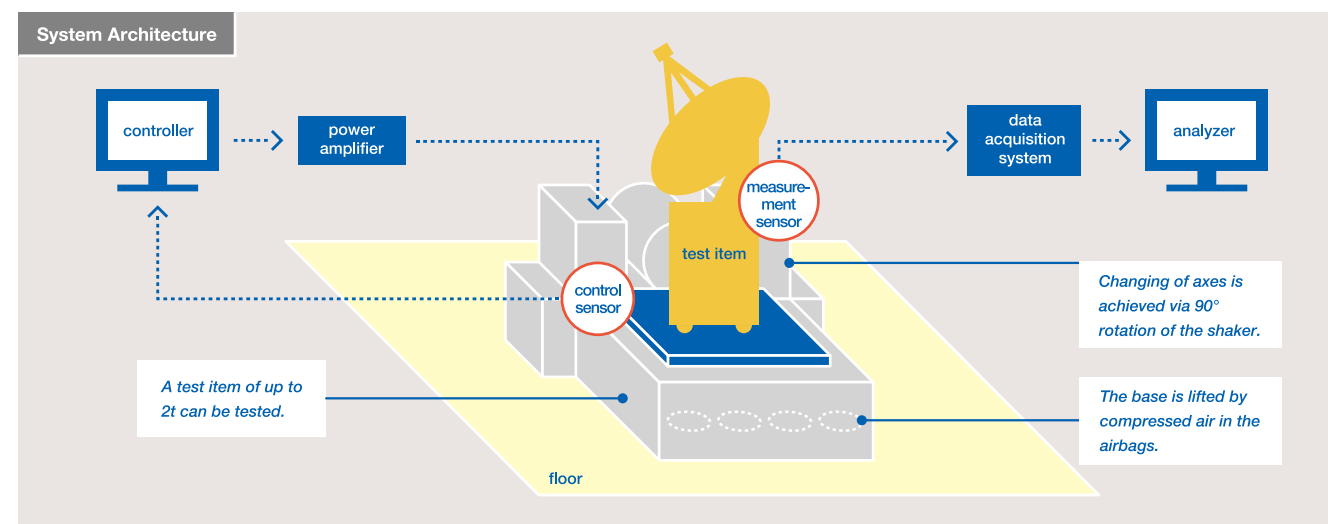 System Architecture
controller
power
amplifier
data
acquisition
system
analyzer
measure-
ment
sensor
test item
control
sensor
Changing of axes is
achieved via 90°
rotation of the shaker.
A test item of up to
2t can be tested.
The base is lifted by
compressed air in the
airbags.
floor